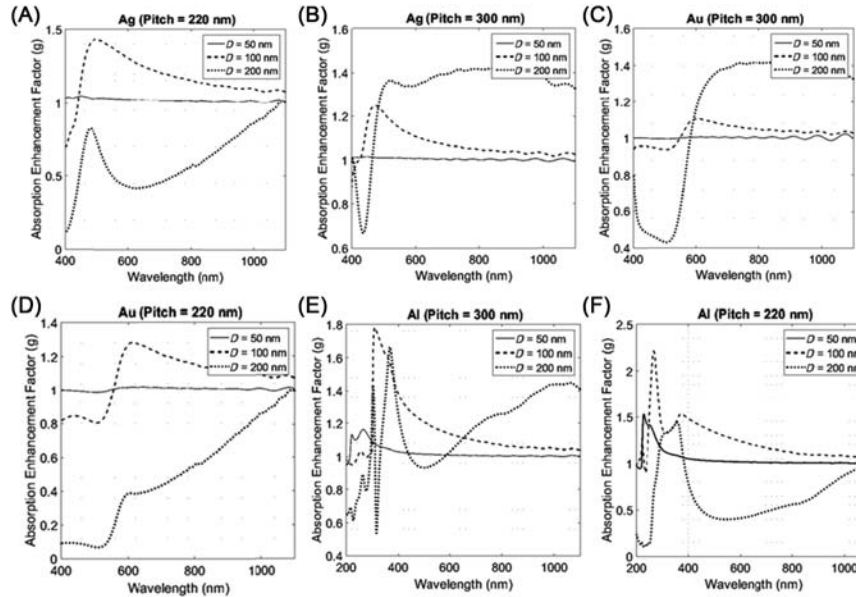 (A)
Ag (Pitch = 220 nm)
Absorption Enhancement Factor (g)
1.5
1
0.5
0
400
600
800
1000
Wavelength (nm)
D = 50 nm
D = 100 nm
D = 200 nm
(B)
Ag (Pitch = 300 nm)
Absorption Enhancement Factor (g)
1.6
1.4
1.2
1
0.8
0.6
400
600
800
1000
Wavelength (nm)
D = 50 nm
D = 100 nm
D = 200 nm
(C)
Au (Pitch = 300 nm)
Absorption Enhancement Factor (g)
1.6
1.4
1.2
1
0.8
0.6
0.4
400
600
800
1000
Wavelength (nm)
D = 50 nm
D = 100 nm
D = 200 nm
(D)
Au (Pitch = 220 nm)
Absorption Enhancement Factor (g)
1.4
1.2
1
0.8
0.6
0.4
0.2
0
400
600
800
1000
Wavelength (nm)
D = 50 nm
D = 100 nm
D = 200 nm
(E)
Al (Pitch = 300 nm)
Absorption Enhancement Factor (g)
1.8
1.6
1.4
1.2
1
0.8
0.6
0.4
200
400
600
800
1000
Wavelength (nm)
D = 50 nm
D = 100 nm
D = 200 nm
(F)
Al (Pitch = 220 nm)
Absorption Enhancement Factor (g)
2.5
2
1.5
1
0.5
0
200
400
600
800
1000
Wavelength (nm)
D = 50 nm
D = 100 nm
D = 200 nm